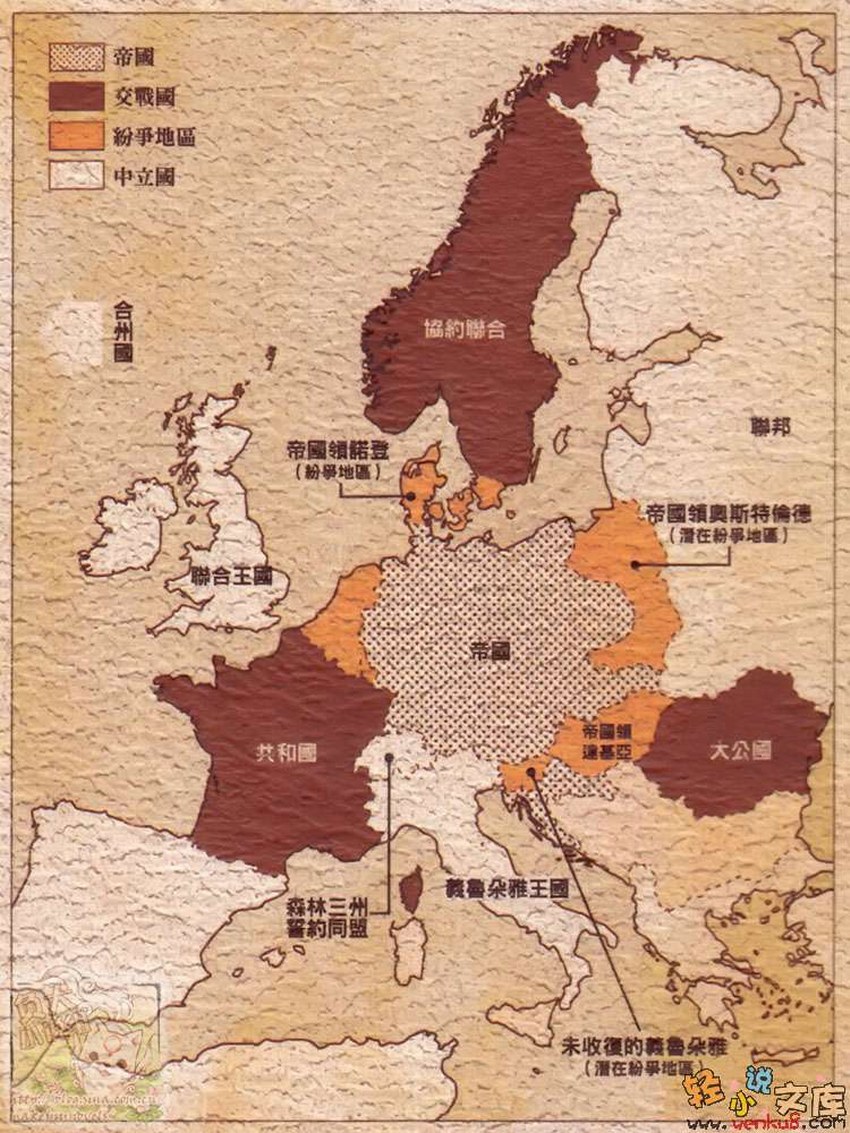 帝國
交戰國
紛爭地區
中立國
合州國
協約聯合
聯邦
帝國領諾登
(紛爭地區)
帝國領奧斯特倫德
(潛在紛爭地區)
聯合王國
帝國
共和國
帝國領
達基亞
大公國
森林三州
誓約同盟
義魯朵雅王國
未收復的義魯朵雅
(潛在紛爭地區)
轻小说文库
www.wenku8.com